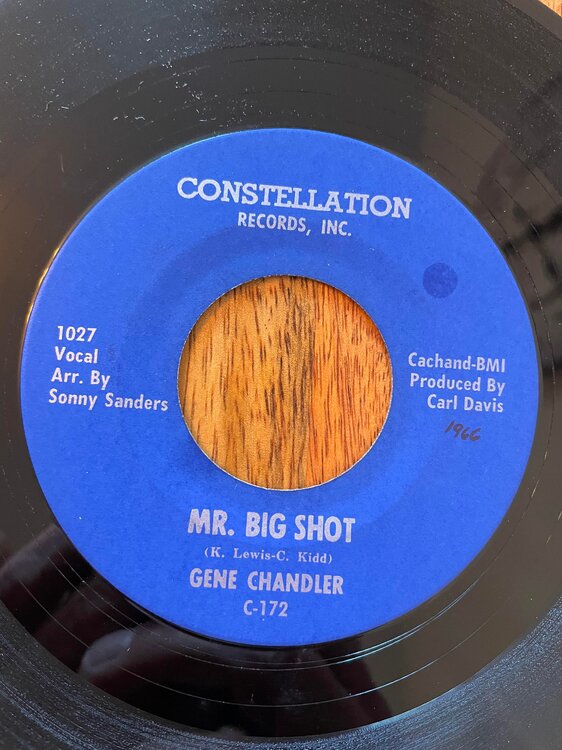 CONSTELLATION
RECORDS, INC.
1027
Vocal
Arr. By
Sonny Sanders
Cachand-BMI
Produced By
Carl Davis
1966
MR. BIG SHOT
(K. Lewis-C. Kidd)
GENE CHANDLER
C-172